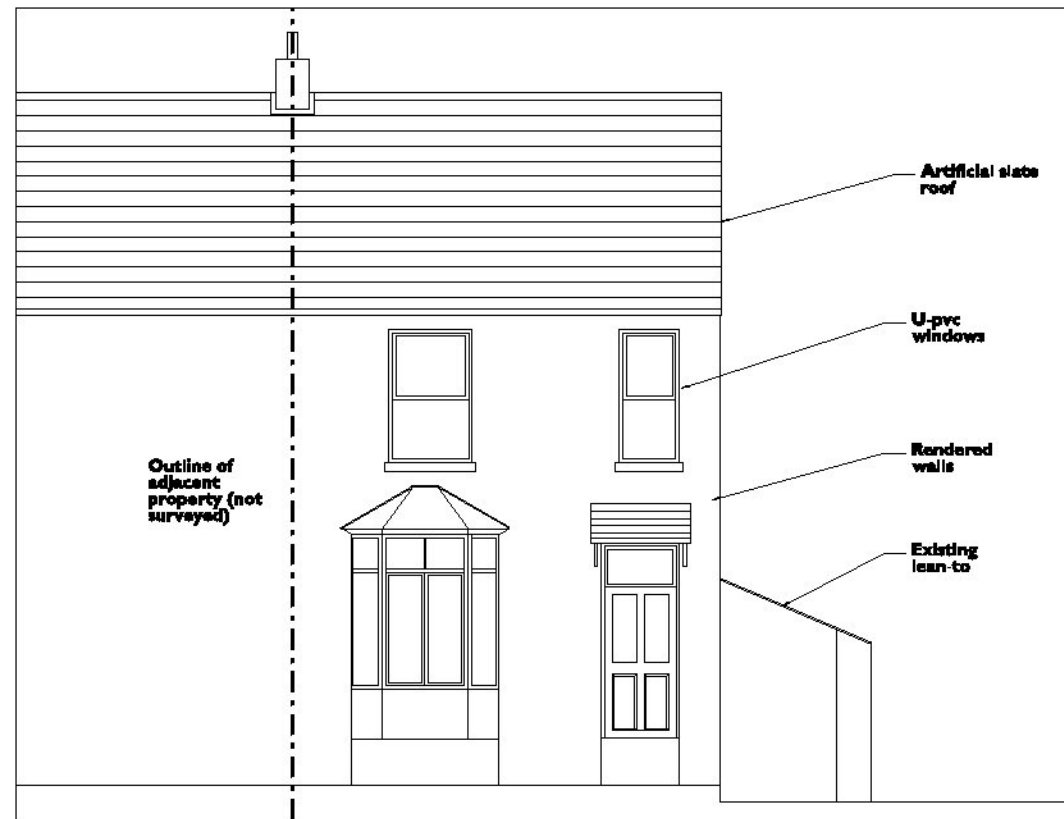 Artificial slate
roof
U-pvc
windows
Outline of
adjacent
property (not
surveyed)
Rendered
walls
Existing
lean-to